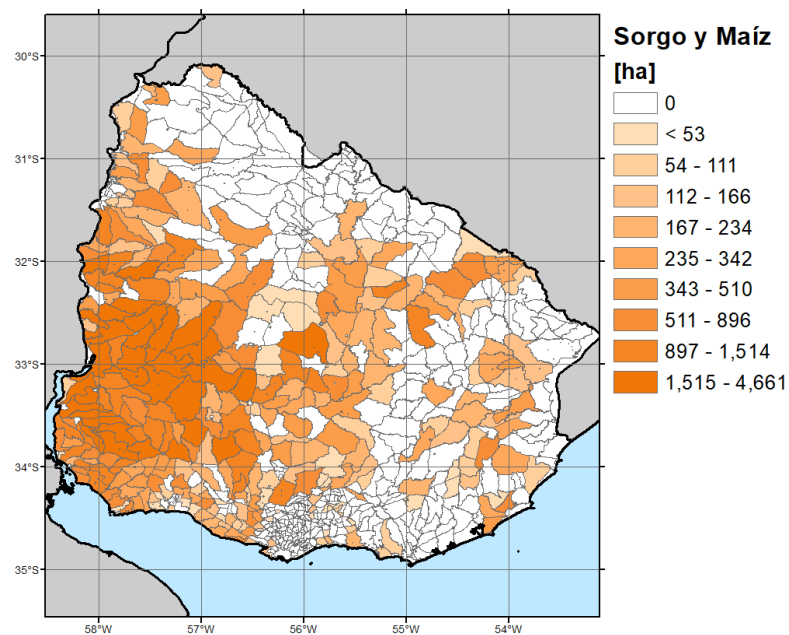 Sorgo y Maíz
[ha]
0
< 53
54 - 111
112 - 166
167 - 234
235 - 342
343 - 510
511 - 896
897 - 1,514
1,515 - 4,661
30°S
31°S
32°S
33°S
34°S
35°S
58°W 57°W 56°W 55°W 54°W